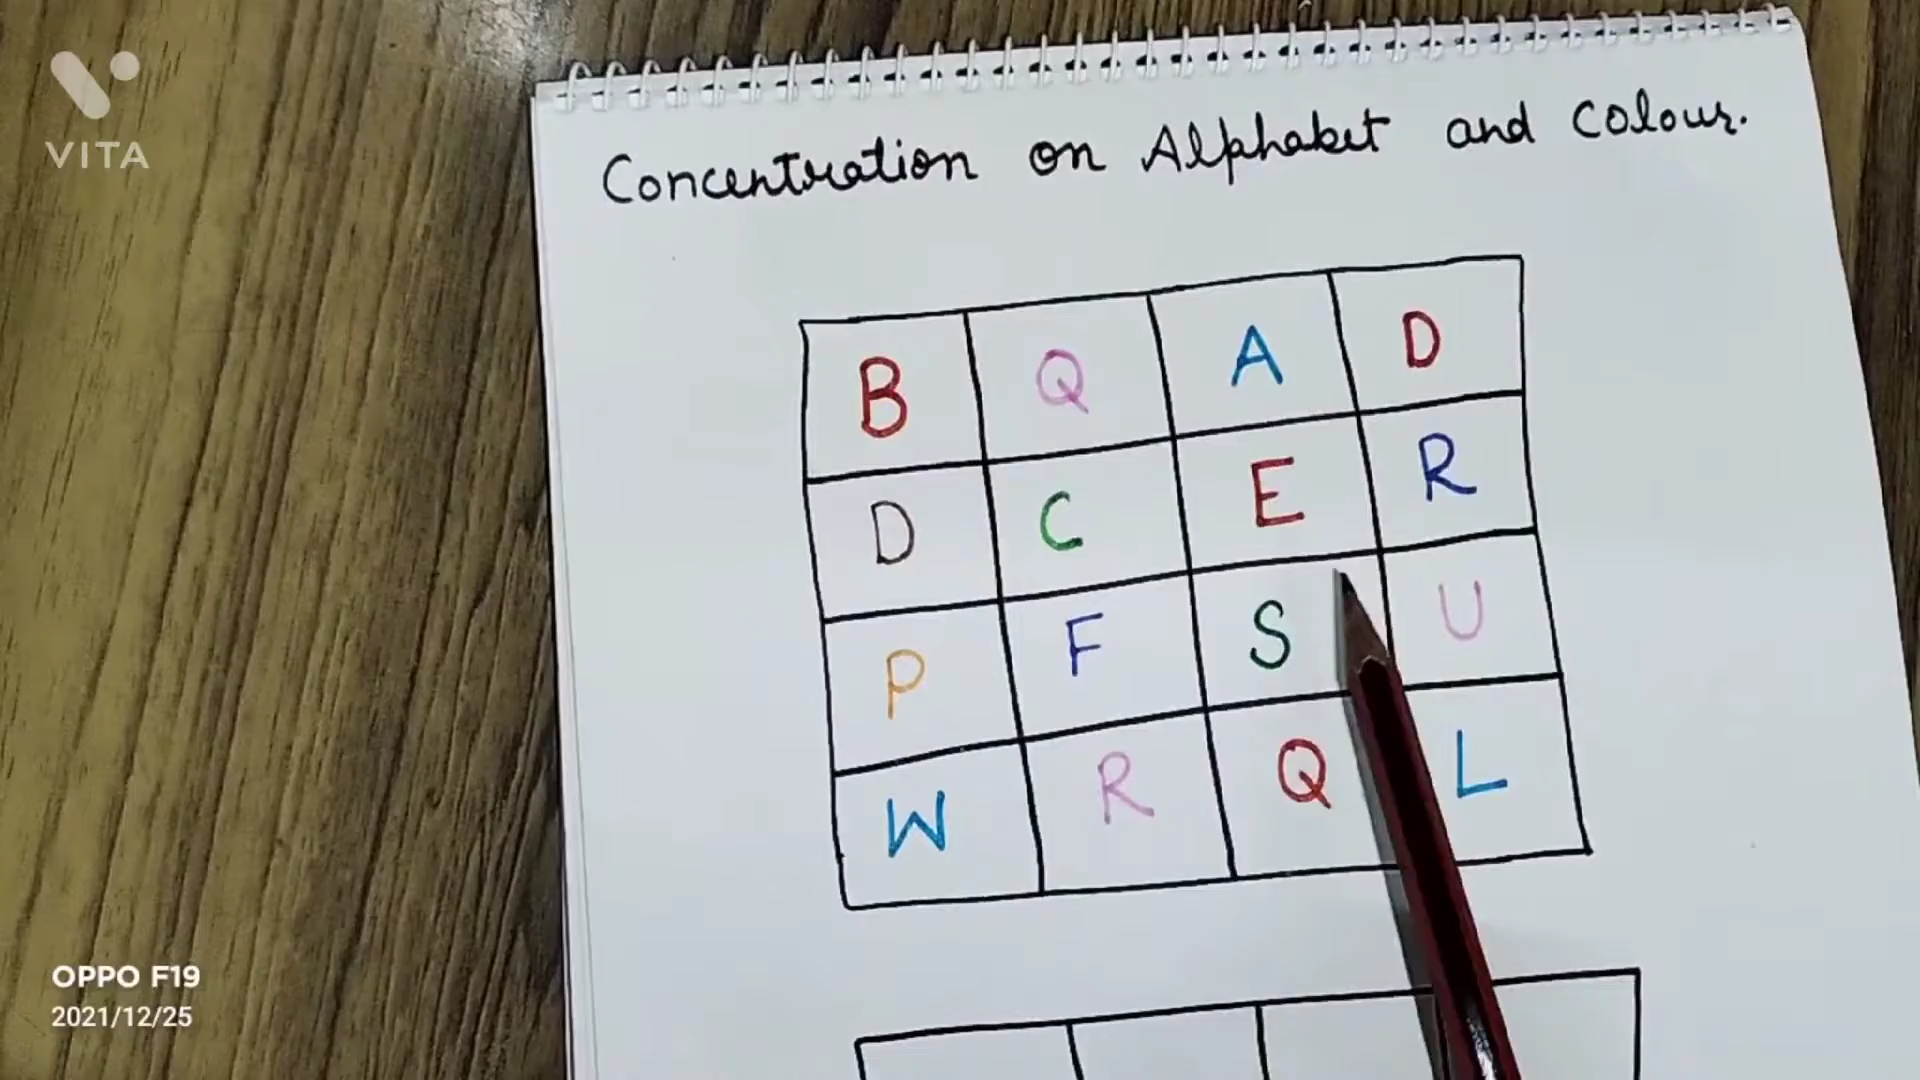 VITA
Concentration on Alphabet and Colour.
B Q A D
D C E R
P F S U
W R Q L
OPPO F19
2021/12/25